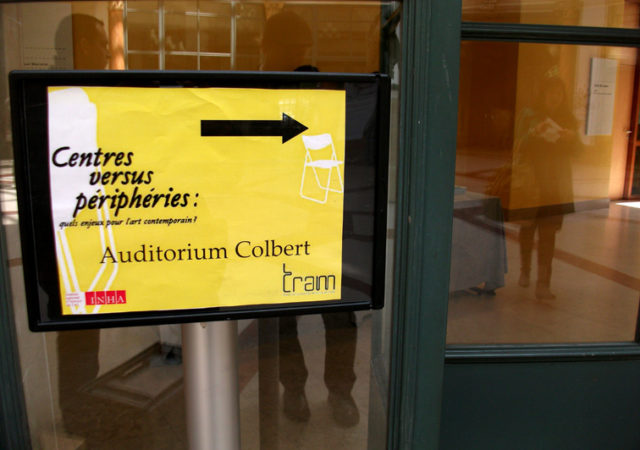 Centres
versus
périphéries :
quels enjeux pour l'art contemporain ?
Auditorium Colbert
INHA
tram